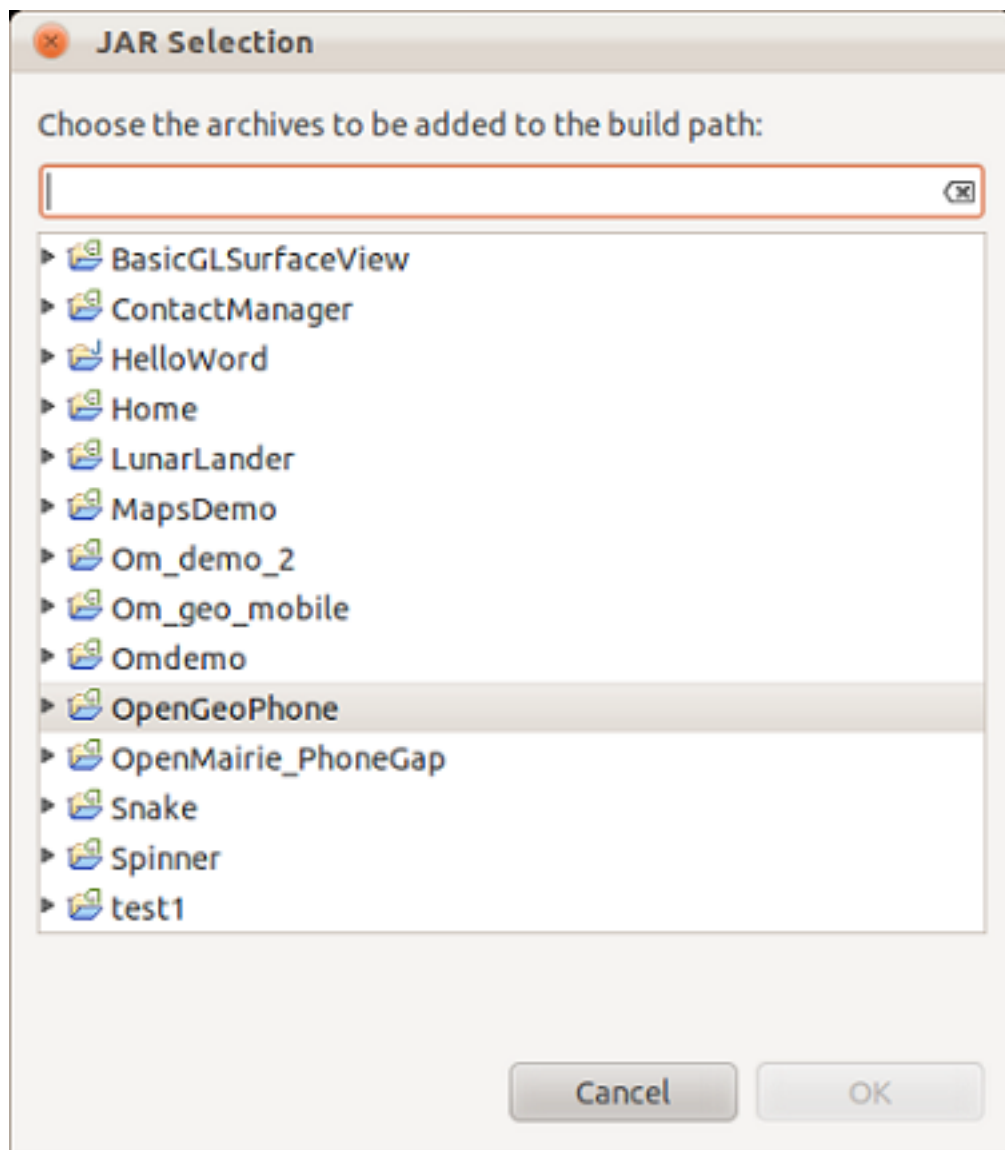 JAR Selection
Choose the archives to be added to the build path:
BasicGLSurfaceView
ContactManager
HelloWord
Home
LunarLander
MapsDemo
Om_demo_2
Om_geo_mobile
Omdemo
OpenGeoPhone
OpenMairie_PhoneGap
Snake
Spinner
test1
Cancel OK